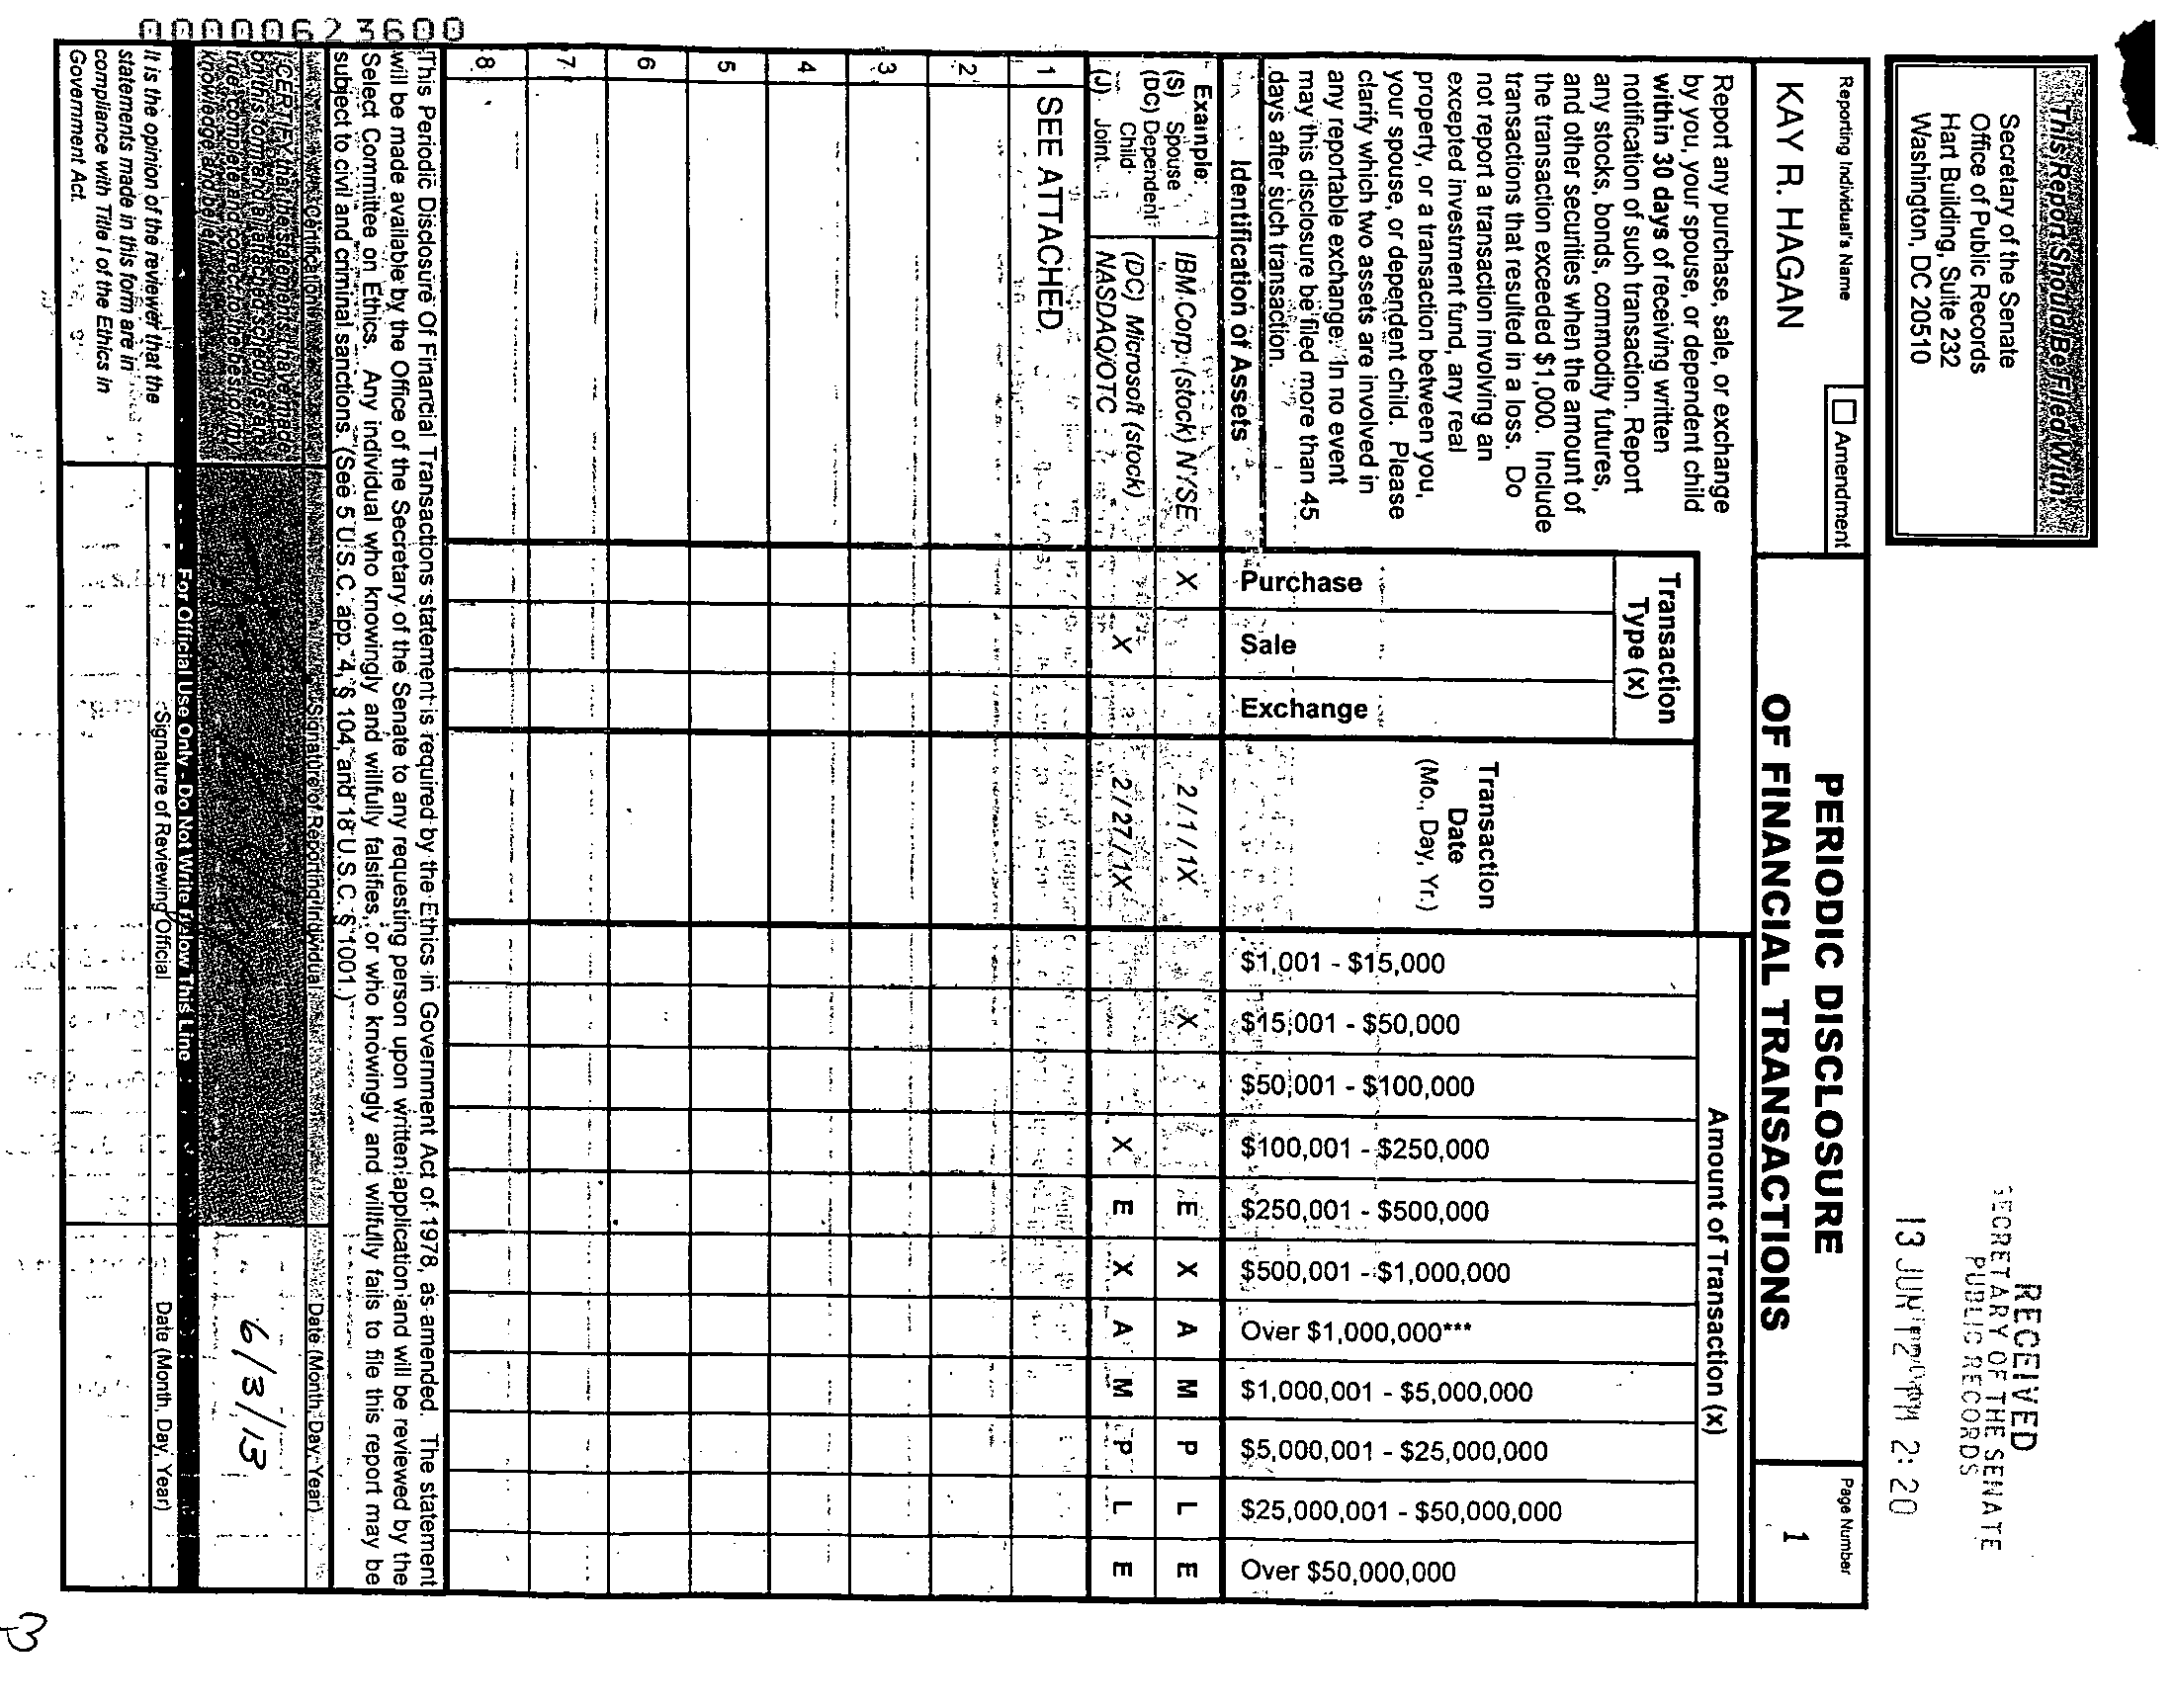 This Report Should Be Filed With
Secretary of the Senate
Office of Public Records
Hart Building, Suite 232
Washington, DC 20510
RECEIVED
SECRETARY OF THE SENATE
PUBLIC RECORDS
13 JUN 12 PM 2:20
Reporting Individual's Name
Amendment
KAY R. HAGAN
PERIODIC DISCLOSURE
OF FINANCIAL TRANSACTIONS
Page Number
1
Report any purchase, sale, or exchange
by you, your spouse, or dependent child
within 30 days of receiving written
notification of such transaction. Report
any stocks, bonds, commodity futures,
and other securities when the amount of
the transaction exceeded $1,000. Include
transactions that resulted in a loss. Do
not report a transaction involving an
excepted investment fund, any real
property, or a transaction between you,
your spouse, or dependent child. Please
clarify which two assets are involved in
any reportable exchange. In no event
may this disclosure be filed more than 45
days after such transaction.
Identification of Assets
Transaction
Type (x)
Purchase
Sale
Exchange
Transaction
Date
(Mo., Day, Yr.)
Amount of Transaction (x)
$1,001 - $15,000
$15,001 - $50,000
$50,001 - $100,000
$100,001 - $250,000
$250,001 - $500,000
$500,001 - $1,000,000
Over $1,000,000***
$1,000,001 - $5,000,000
$5,000,001 - $25,000,000
$25,000,001 - $50,000,000
Over $50,000,000
Example:
(S) Spouse
(DC) Dependent
Child
(J) Joint
IBM Corp. (stock) NYSE X 2/1/1X X E X A M P L E
(DC) Microsoft (stock)
NASDAQ/OTC X 2/27/1X X E X A M P L E
1 SEE ATTACHED
2
3
4
5
6
7
8
This Periodic Disclosure Of Financial Transactions statement is required by the Ethics in Government Act of 1978, as amended. The statement
will be made available by the Office of the Secretary of the Senate to any requesting person upon written application and will be reviewed by the
Select Committee on Ethics. Any individual who knowingly and willfully falsifies, or who knowingly and willfully fails to file this report may be
subject to civil and criminal sanctions. (See 5 U.S.C. app. 4, § 104, and 18 U.S.C. § 1001.)
Certification
Signature of Reporting Individual
Date (Month, Day, Year)
I CERTIFY that the statements I have made
on this form and all attached schedules are
true, complete and correct to the best of my
knowledge and belief.
6/3/13
For Official Use Only - Do Not Write Below This Line
It is the opinion of the reviewer that the
statements made in this form are in
compliance with Title I of the Ethics in
Government Act.
Signature of Reviewing Official
Date (Month, Day, Year)
00000623600